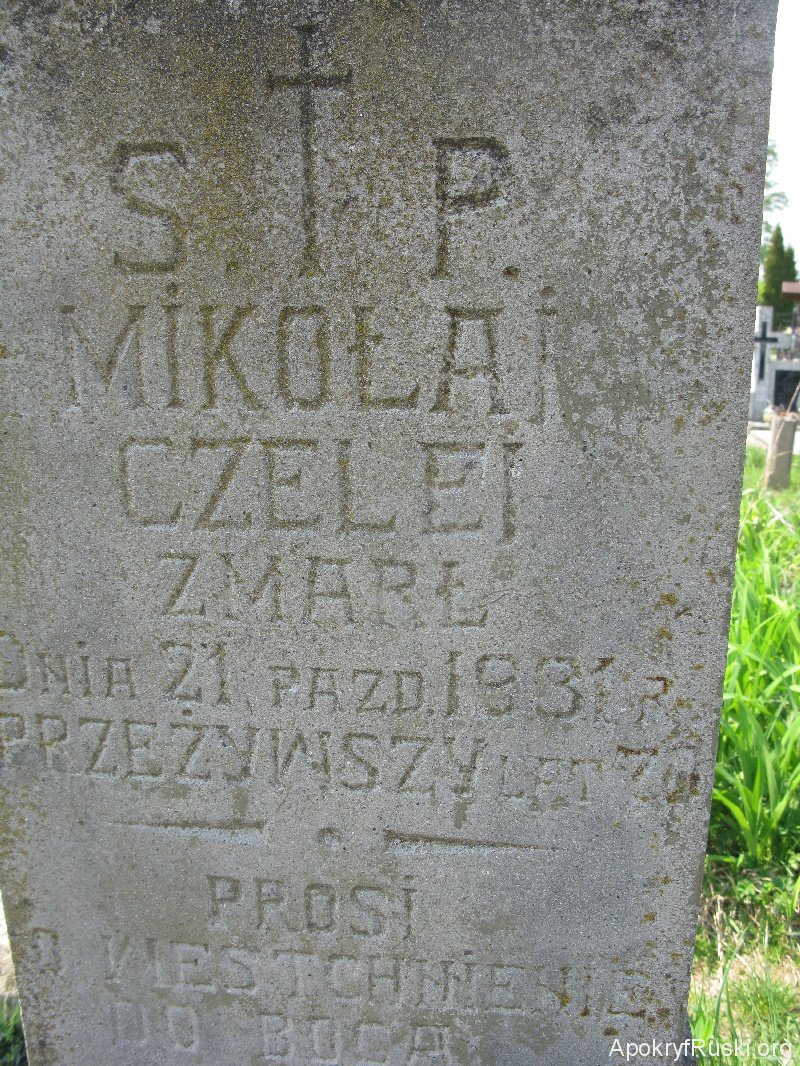 S. P.
MIKOŁAJ
CZELEJ
ZMARŁ
DNIA 21 PAZD. 1931 R.
PRZEŻYWSZY LAT 70
PROSI
O WESTCHNIENIE
DO BOGA
ApokryfRuski.org